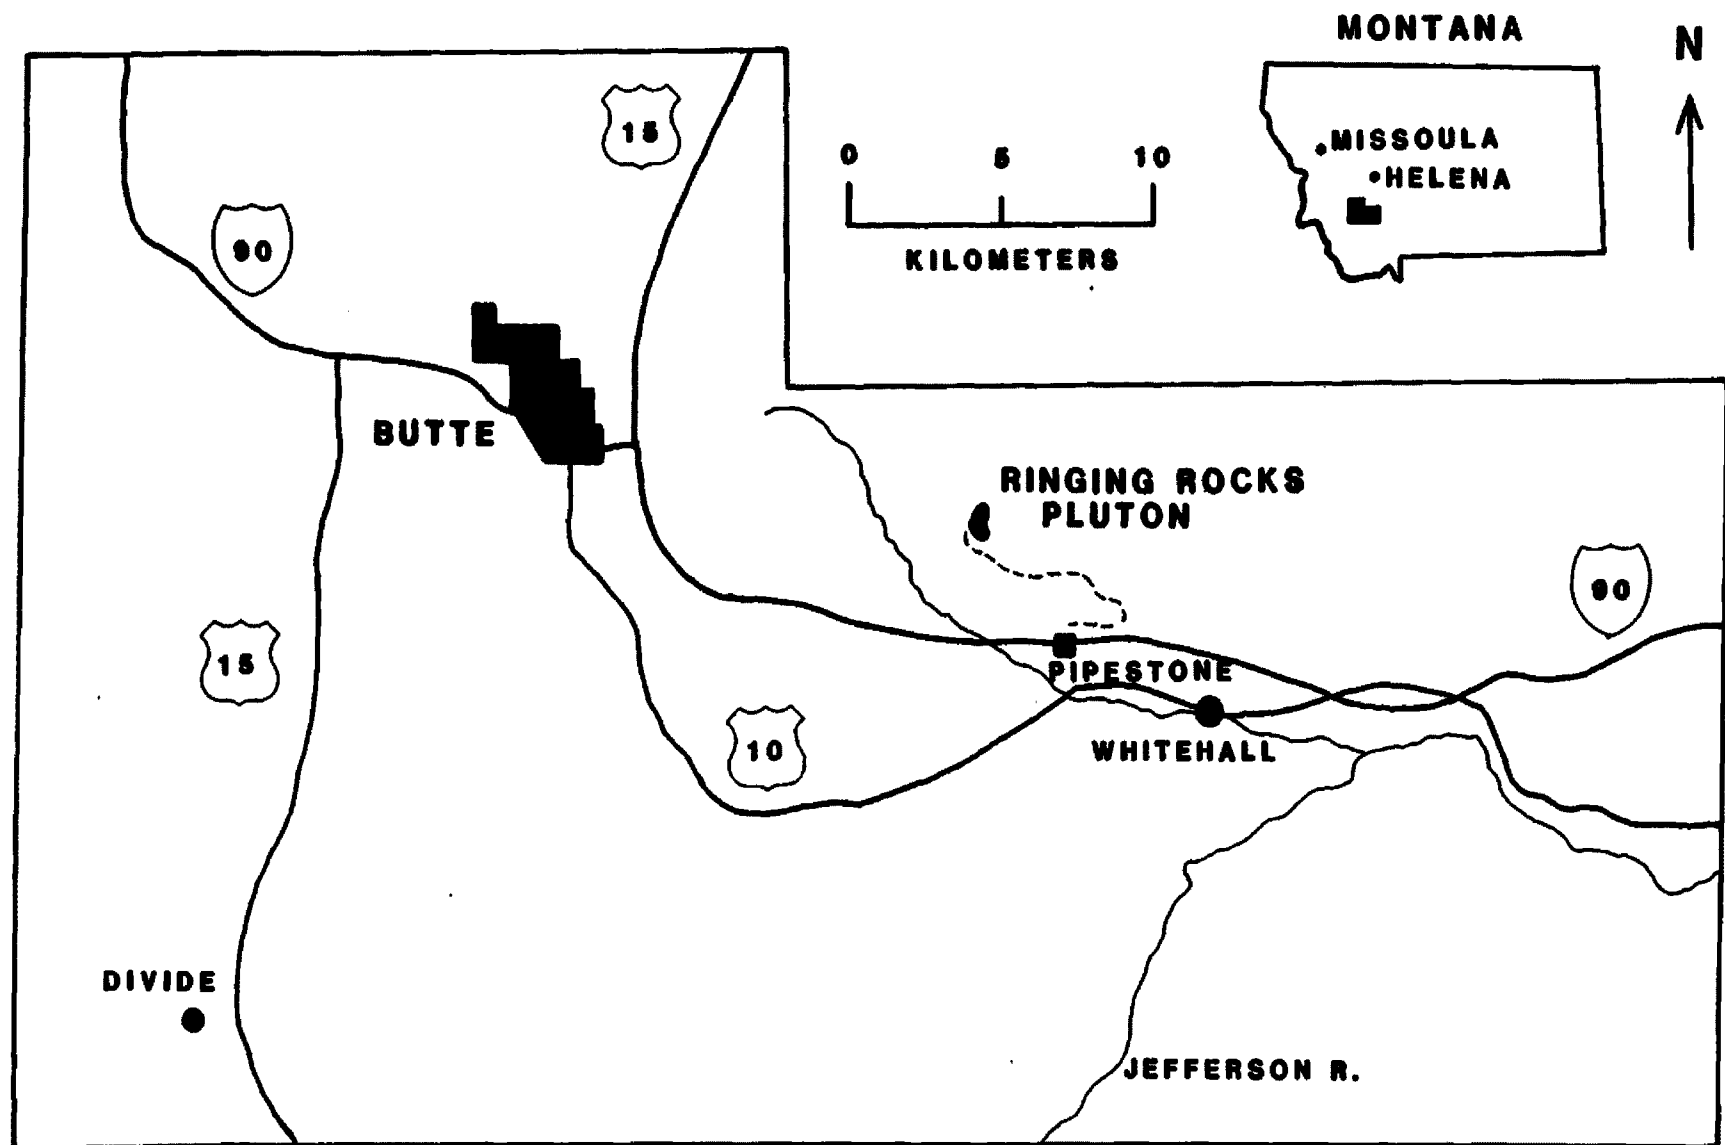 MONTANA
N
15
0 5 10
MISSOULA
HELENA
90
KILOMETERS
BUTTE
RINGING ROCKS
PLUTON
90
15
PIPESTONE
10
WHITEHALL
DIVIDE
JEFFERSON R.